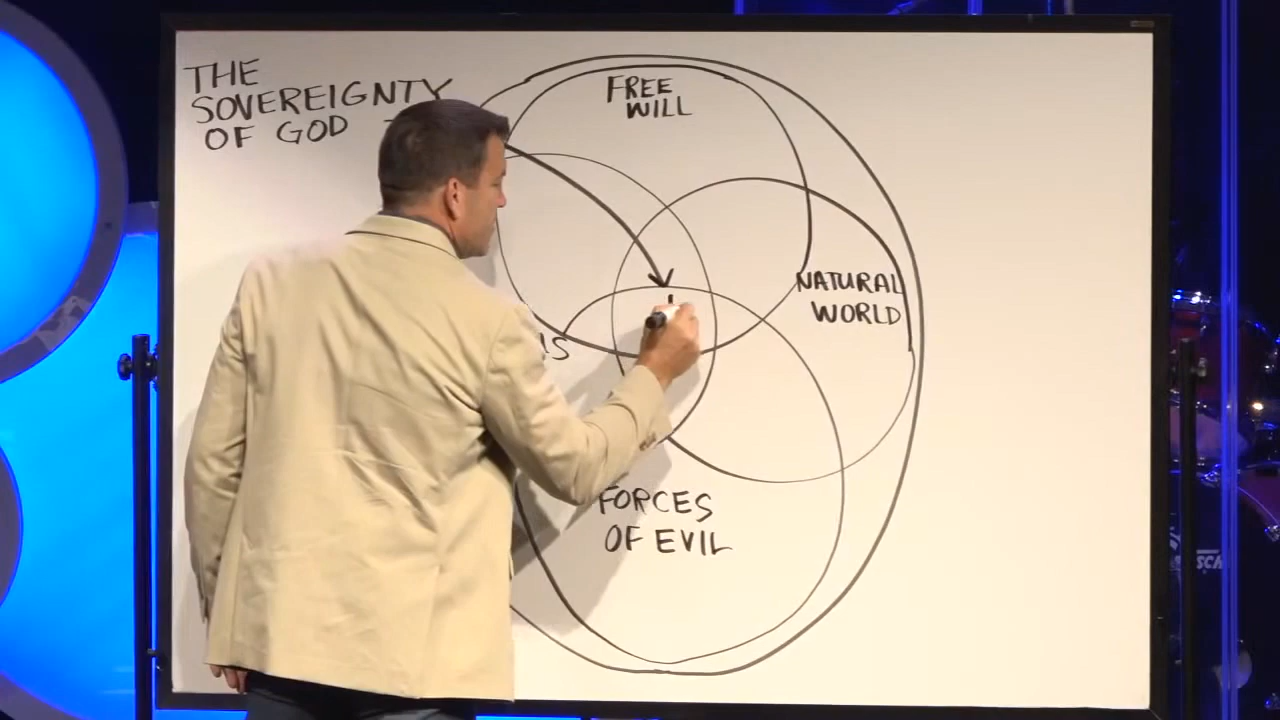 THE
SOVEREIGNTY
OF GOD
FREE
WILL
NATURAL
WORLD
FORCES
OF EVIL